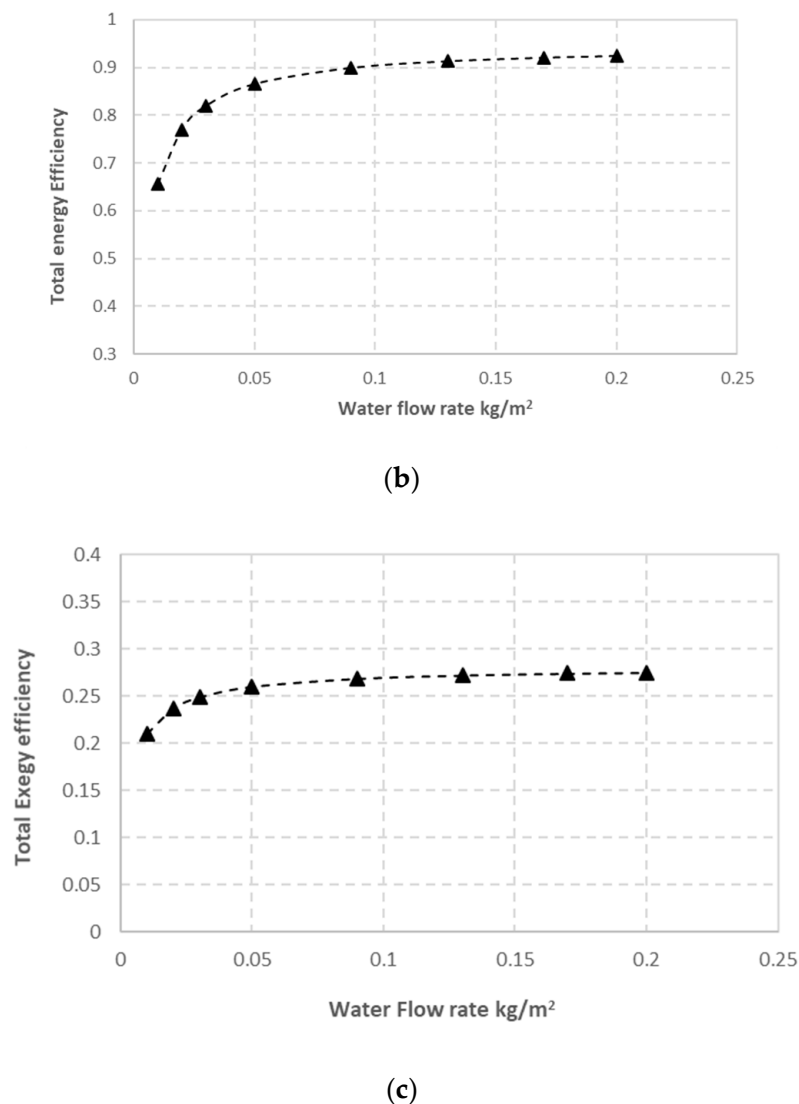 1
0.9
0.8
0.7
0.6
0.5
0.4
0.3
Total energy Efficiency
0 0.05 0.1 0.15 0.2 0.25
Water flow rate kg/m²
(b)
0.4
0.35
0.3
0.25
0.2
0.15
0.1
0.05
0
Total Exegy efficiency
0 0.05 0.1 0.15 0.2 0.25
Water Flow rate kg/m²
(c)